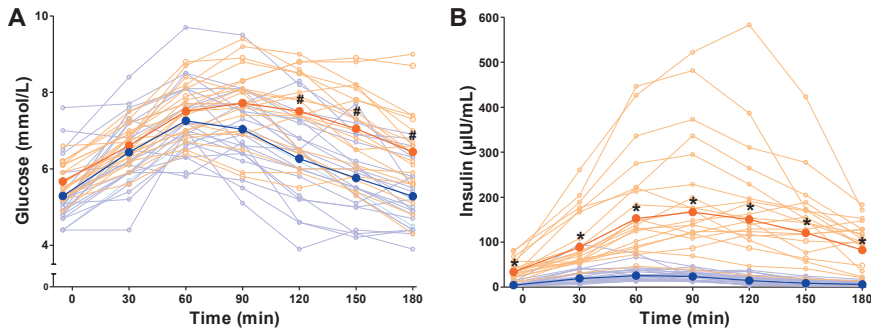 A
Glucose (mmol/L)
10
8
6
4
0
# # #
0 30 60 90 120 150 180
Time (min)
B
Insulin (µIU/mL)
600
500
400
300
200
100
0
* * * * * * *
0 30 60 90 120 150 180
Time (min)